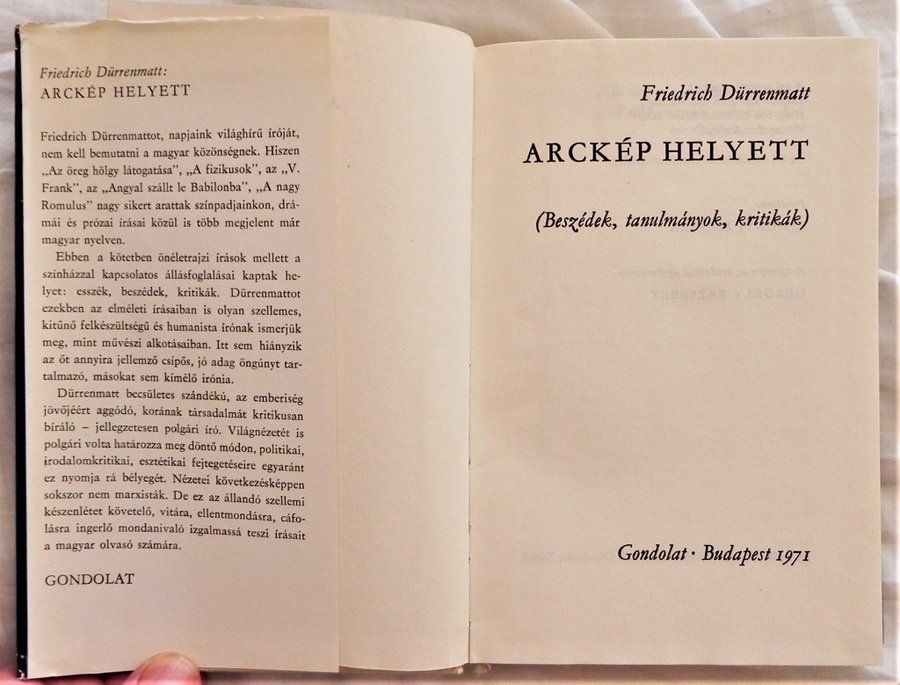 Friedrich Dürrenmatt:
ARCKÉP HELYETT
Friedrich Dürrenmattot, napjaink világhírű íróját,
nem kell bemutatni a magyar közönségnek. Hiszen
„Az öreg hölgy látogatása”, „A fizikusok”, az „V.
Frank”, az „Angyal szállt le Babilonba”, „A nagy
Romulus” nagy sikert arattak színpadjainkon, drá-
mái és prózai írásai közül is több megjelent már
magyar nyelven.
Ebben a kötetben önéletrajzi írások mellett a
színházzal kapcsolatos állásfoglalásai kaptak he-
lyet: esszék, beszédek, kritikák. Dürrenmattot
ezekben az elméleti írásaiban is olyan szellemes,
kitűnő felkészültségű és humanista írónak ismerjük
meg, mint művészi alkotásaiban. Itt sem hiányzik
az őt annyira jellemző csípős, jó adag öngúnyt tar-
talmazó, másokat sem kímélő irónia.
Dürrenmatt becsületes szándékú, az emberiség
jövőjéért aggódó, korának társadalmát kritikusan
bíráló – jellegzetesen polgári író. Világnézetét is
polgári volta határozza meg döntő módon, politikai,
irodalomkritikai, esztétikai fejtegetéseire egyaránt
ez nyomja rá bélyegét. Nézetei következésképpen
sokszor nem marxisták. De ez az állandó szellemi
készenlétet követelő, vitára, ellentmondásra, cáfo-
lásra ingerlő mondanivaló izgalmassá teszi írásait
a magyar olvasó számára.
GONDOLAT
Friedrich Dürrenmatt
ARCKÉP HELYETT
(Beszédek, tanulmányok, kritikák)
Gondolat · Budapest 1971